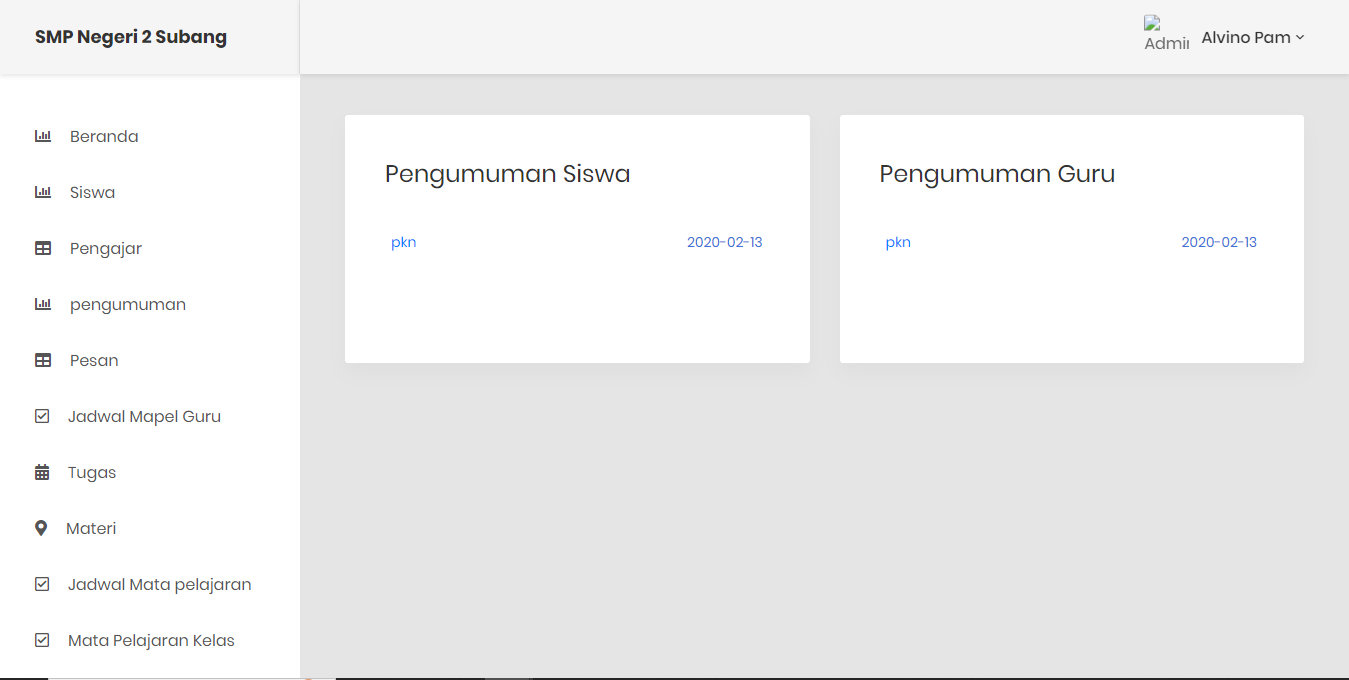 SMP Negeri 2 Subang
Admin
Alvino Pam
Beranda
Siswa
Pengajar
pengumuman
Pesan
Jadwal Mapel Guru
Tugas
Materi
Jadwal Mata pelajaran
Mata Pelajaran Kelas
Pengumuman Siswa
pkn 2020-02-13
Pengumuman Guru
pkn 2020-02-13